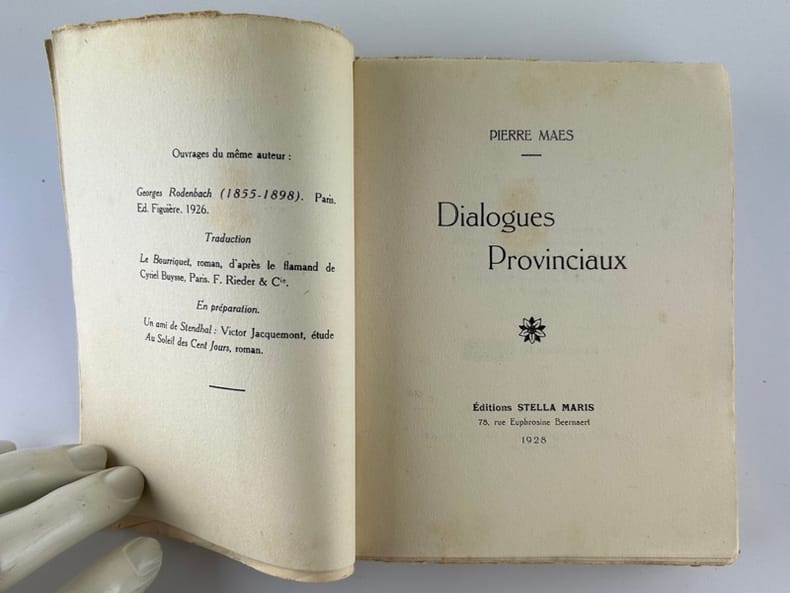 Ouvrages du même auteur :
Georges Rodenbach (1855-1898). Paris.
Ed. Figuière. 1926.
Traduction
Le Bourriquet, roman, d'après le flamand de
Cyriel Buysse, Paris. F. Rieder & Cie.
En préparation.
Un ami de Stendhal : Victor Jacquemont, étude
Au Soleil des Cent Jours, roman.
PIERRE MAES
Dialogues
Provinciaux
Éditions STELLA MARIS
78, rue Euphrosine Beernaert
1928